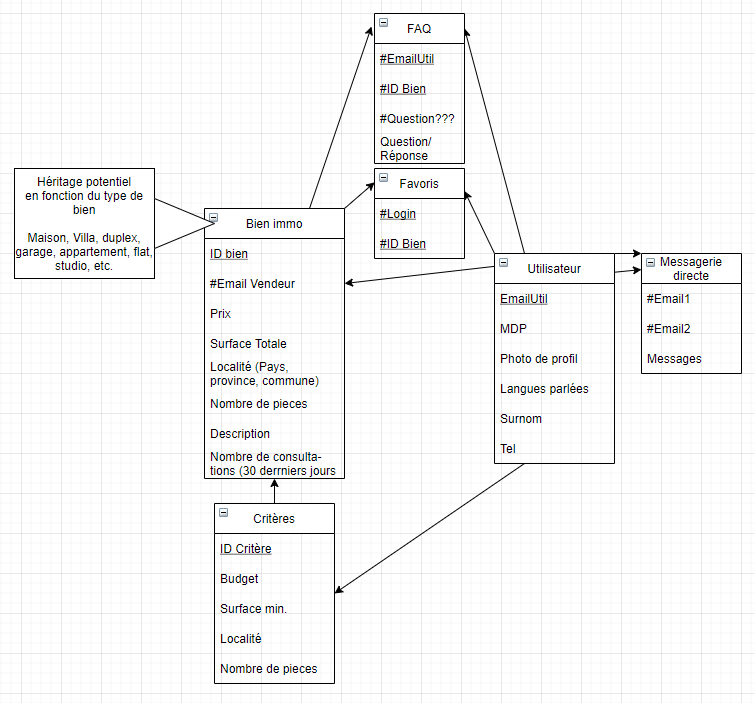 FAQ
#EmailUtil
#ID Bien
#Question???
Question/
Réponse
Héritage potentiel
en fonction du type de
bien
Maison, Villa, duplex,
garage, appartement, flat,
studio, etc.
Favoris
#Login
#ID Bien
Bien immo
ID bien
#Email Vendeur
Prix
Surface Totale
Localité (Pays,
province, commune)
Nombre de pieces
Description
Nombre de consulta-
tions (30 derrniers jours
Utilisateur
EmailUtil
MDP
Photo de profil
Langues parlées
Surnom
Tel
Messagerie
directe
#Email1
#Email2
Messages
Critères
ID Critère
Budget
Surface min.
Localité
Nombre de pieces